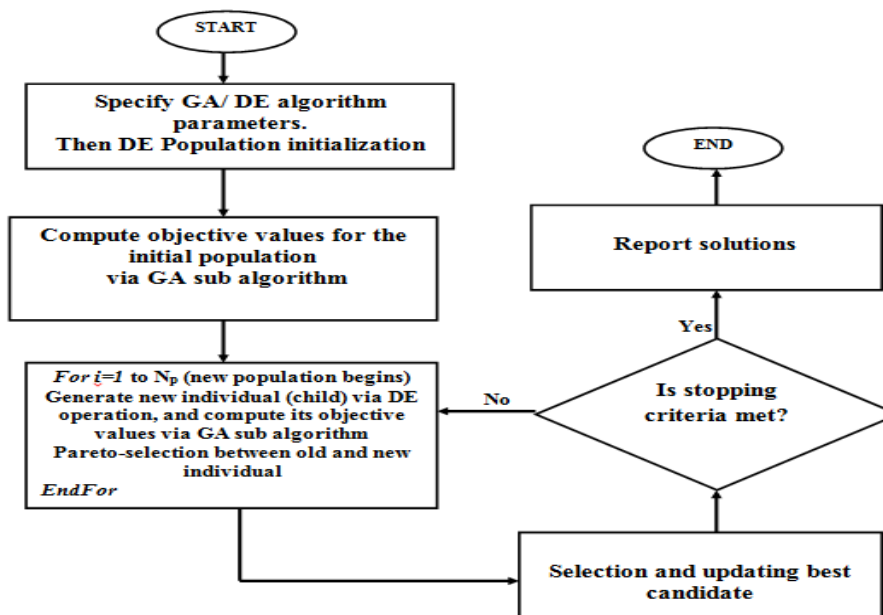 START
Specify GA/ DE algorithm
parameters.
Then DE Population initialization
Compute objective values for the
initial population
via GA sub algorithm
For i=1 to Np (new population begins)
Generate new individual (child) via DE
operation, and compute its objective
values via GA sub algorithm
Pareto-selection between old and new
individual
EndFor
Selection and updating best
candidate
Is stopping
criteria met?
No
Yes
Report solutions
END